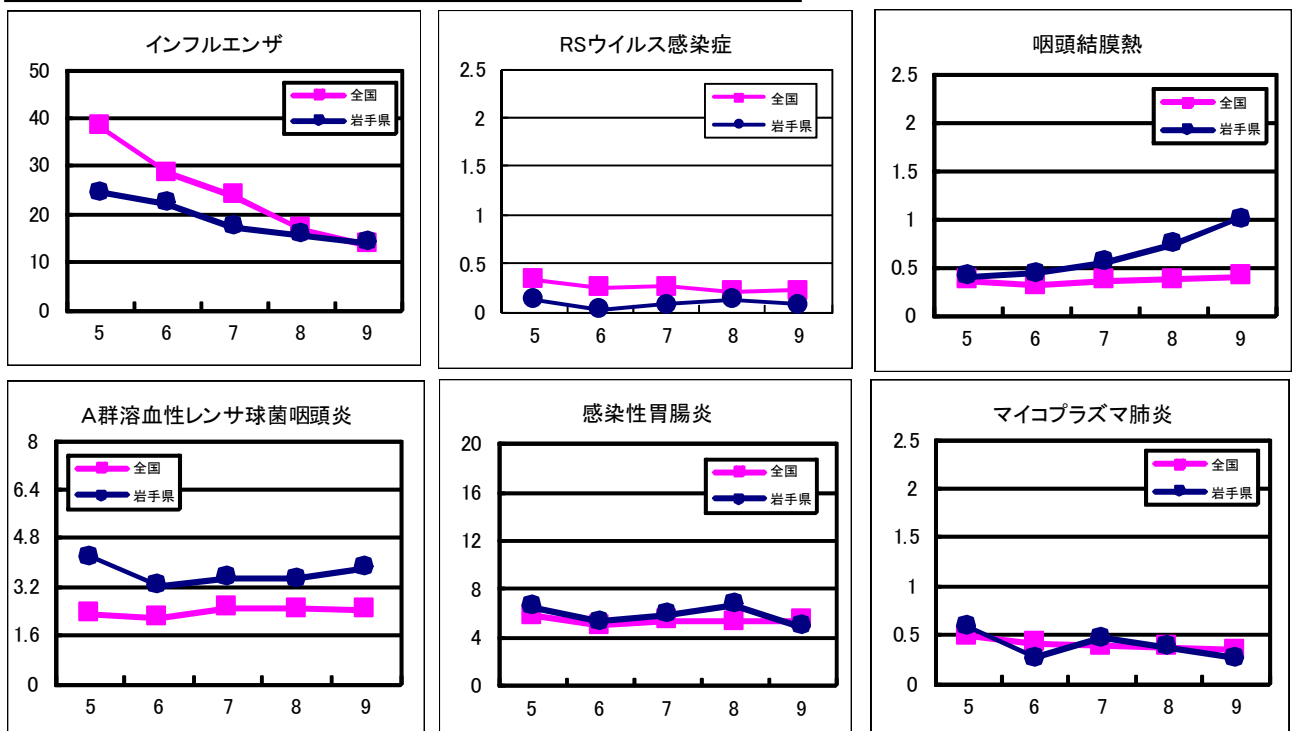 インフルエンザ
50
40
30
20
10
0
全国
岩手県
5 6 7 8 9
RSウイルス感染症
2.5
2
1.5
1
0.5
0
全国
岩手県
5 6 7 8 9
咽頭結膜熱
2.5
2
1.5
1
0.5
0
全国
岩手県
5 6 7 8 9
A群溶血性レンサ球菌咽頭炎
8
6.4
4.8
3.2
1.6
0
全国
岩手県
5 6 7 8 9
感染性胃腸炎
20
16
12
8
4
0
全国
岩手県
5 6 7 8 9
マイコプラズマ肺炎
2.5
2
1.5
1
0.5
0
全国
岩手県
5 6 7 8 9